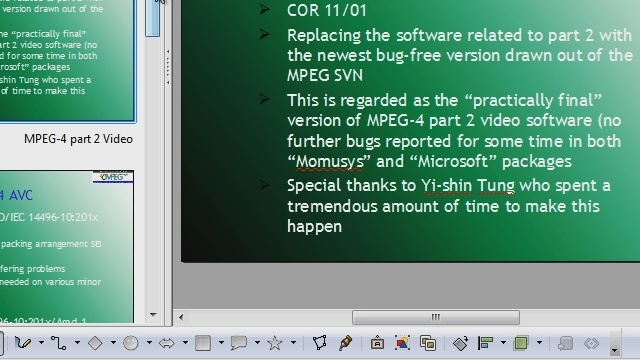 version drawn out of the
the "practically final"
art 2 video software (no
d for some time in both
rosoft" packages
shin Tung who spent a
of time to make this
MPEG-4 part 2 Video
4 AVC
O/IEC 14496-10:201x
packing arrangement SEI
fering problems
needed on various minor
96-10:201x/Amd.1
COR 11/01
Replacing the software related to part 2 with
the newest bug-free version drawn out of the
MPEG SVN
This is regarded as the “practically final”
version of MPEG-4 part 2 video software (no
further bugs reported for some time in both
“Momusys” and “Microsoft” packages
Special thanks to Yi-shin Tung who spent a
tremendous amount of time to make this
happen